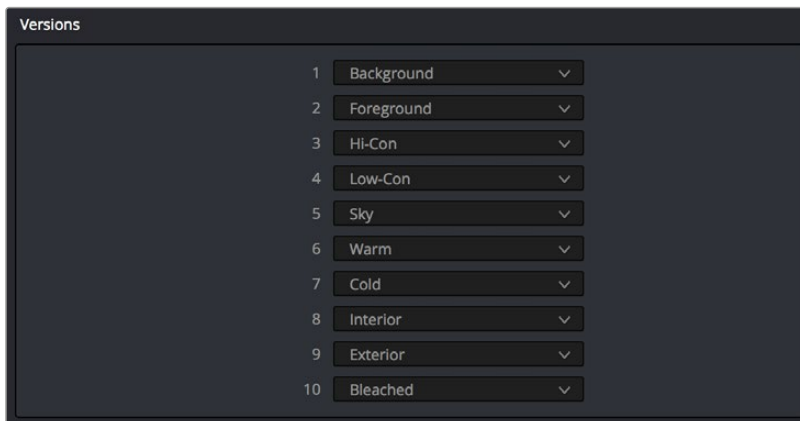 Versions
1 Background
2 Foreground
3 Hi-Con
4 Low-Con
5 Sky
6 Warm
7 Cold
8 Interior
9 Exterior
10 Bleached